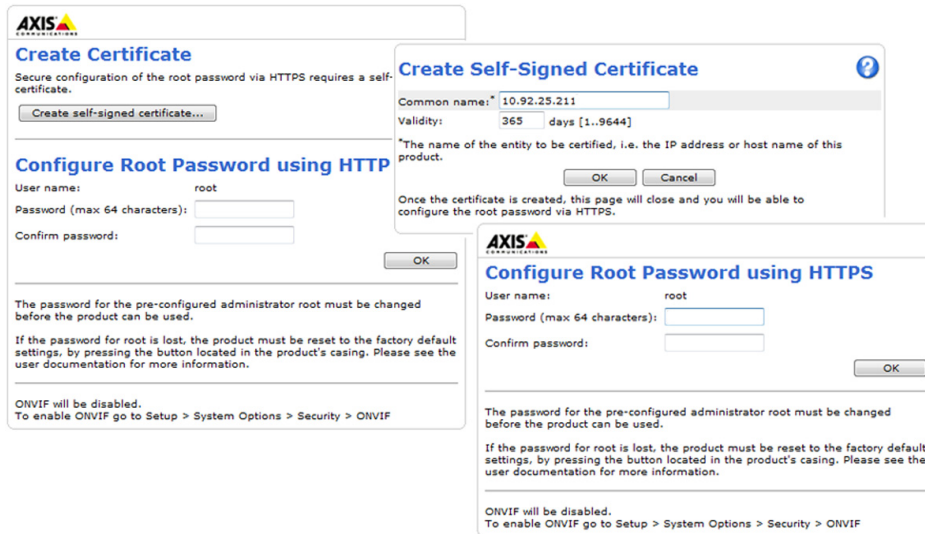 AXIS
COMMUNICATIONS
Create Certificate
Secure configuration of the root password via HTTPS requires a self-
certificate.
Create self-signed certificate...
Configure Root Password using HTTP
User name: root
Password (max 64 characters):
Confirm password:
OK
The password for the pre-configured administrator root must be changed
before the product can be used.
If the password for root is lost, the product must be reset to the factory default
settings, by pressing the button located in the product's casing. Please see the
user documentation for more information.
ONVIF will be disabled.
To enable ONVIF go to Setup > System Options > Security > ONVIF
Create Self-Signed Certificate
?
Common name:* 10.92.25.211
Validity: 365 days [1..9644]
*The name of the entity to be certified, i.e. the IP address or host name of this
product.
OK Cancel
Once the certificate is created, this page will close and you will be able to
configure the root password via HTTPS.
AXIS
COMMUNICATIONS
Configure Root Password using HTTPS
User name: root
Password (max 64 characters):
Confirm password:
OK
The password for the pre-configured administrator root must be changed
before the product can be used.
If the password for root is lost, the product must be reset to the factory default
settings, by pressing the button located in the product's casing. Please see the
user documentation for more information.
ONVIF will be disabled.
To enable ONVIF go to Setup > System Options > Security > ONVIF